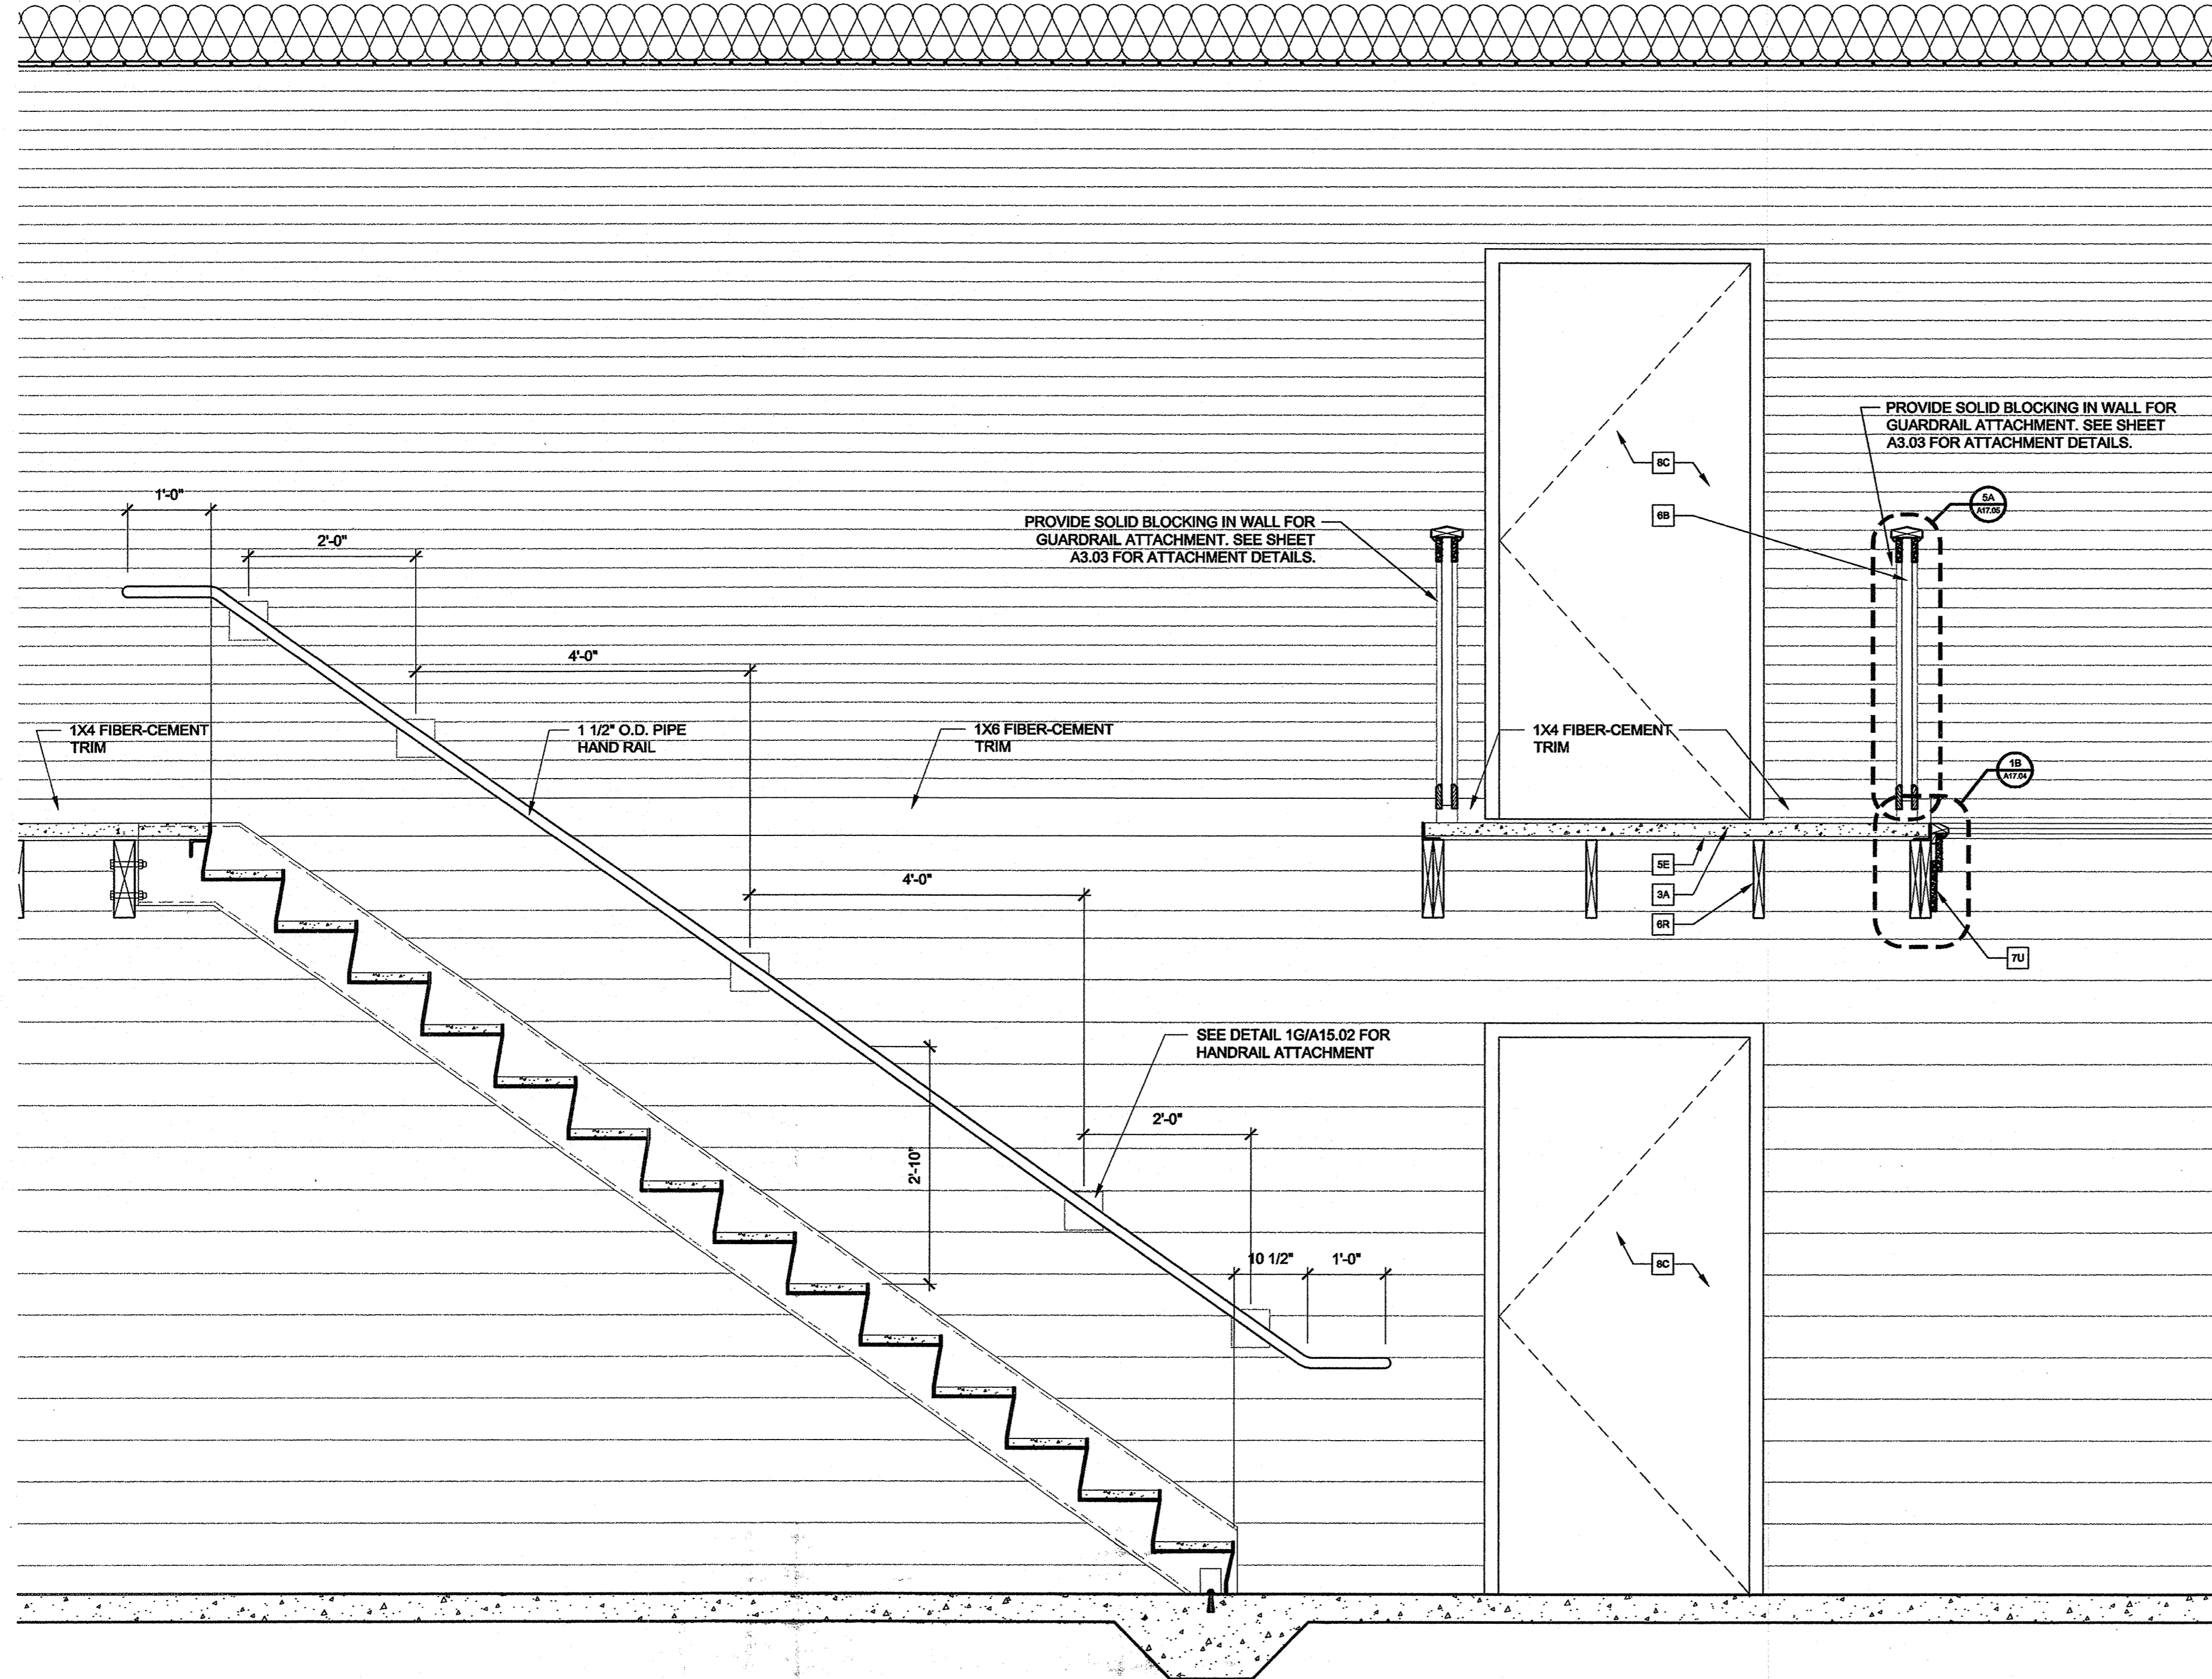 PROVIDE SOLID BLOCKING IN WALL FOR
GUARDRAIL ATTACHMENT. SEE SHEET
A3.03 FOR ATTACHMENT DETAILS.
8C
1'-0"
5A
A17.05
6B
PROVIDE SOLID BLOCKING IN WALL FOR
GUARDRAIL ATTACHMENT. SEE SHEET
A3.03 FOR ATTACHMENT DETAILS.
2'-0"
4'-0"
1X4 FIBER-CEMENT
TRIM
1 1/2" O.D. PIPE
HAND RAIL
1X6 FIBER-CEMENT
TRIM
1X4 FIBER-CEMENT
TRIM
1B
A17.04
5E
4'-0"
3A
6R
7U
SEE DETAIL 1G/A15.02 FOR
HANDRAIL ATTACHMENT
2'-0"
2'-10"
10 1/2"
1'-0"
8C